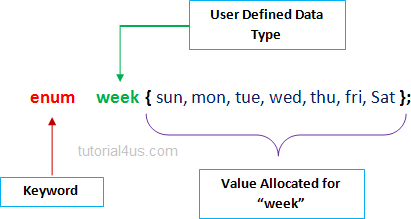 User Defined Data
Type
enum week { sun, mon, tue, wed, thu, fri, Sat };
tutorial4us.com
Keyword
Value Allocated for
“week”